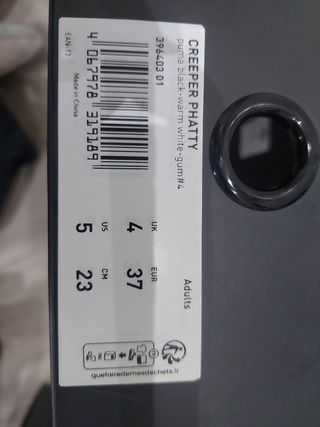 CREEPER PHATTY
396403 01
puma black-warm white-gum#4
4 067978 319189
EAN-13
Made in China
Adults
UK EUR
4 37
US CM
5 23
quefairedemesdechets.fr